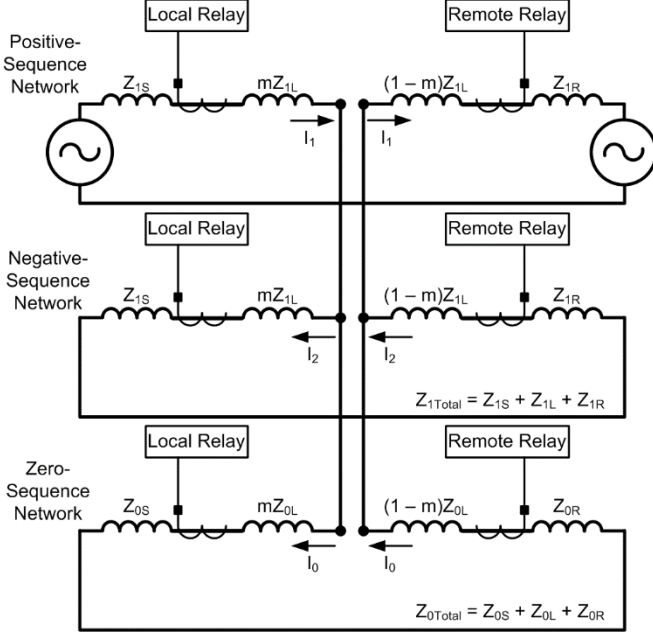 Local Relay
Remote Relay
Positive-
Sequence
Network
Z1S
mZ1L
(1 – m)Z1L
Z1R
I1
I1
Local Relay
Remote Relay
Negative-
Sequence
Network
Z1S
mZ1L
(1 – m)Z1L
Z1R
I2
I2
Z1Total = Z1S + Z1L + Z1R
Local Relay
Remote Relay
Zero-
Sequence
Network
Z0S
mZ0L
(1 – m)Z0L
Z0R
I0
I0
Z0Total = Z0S + Z0L + Z0R